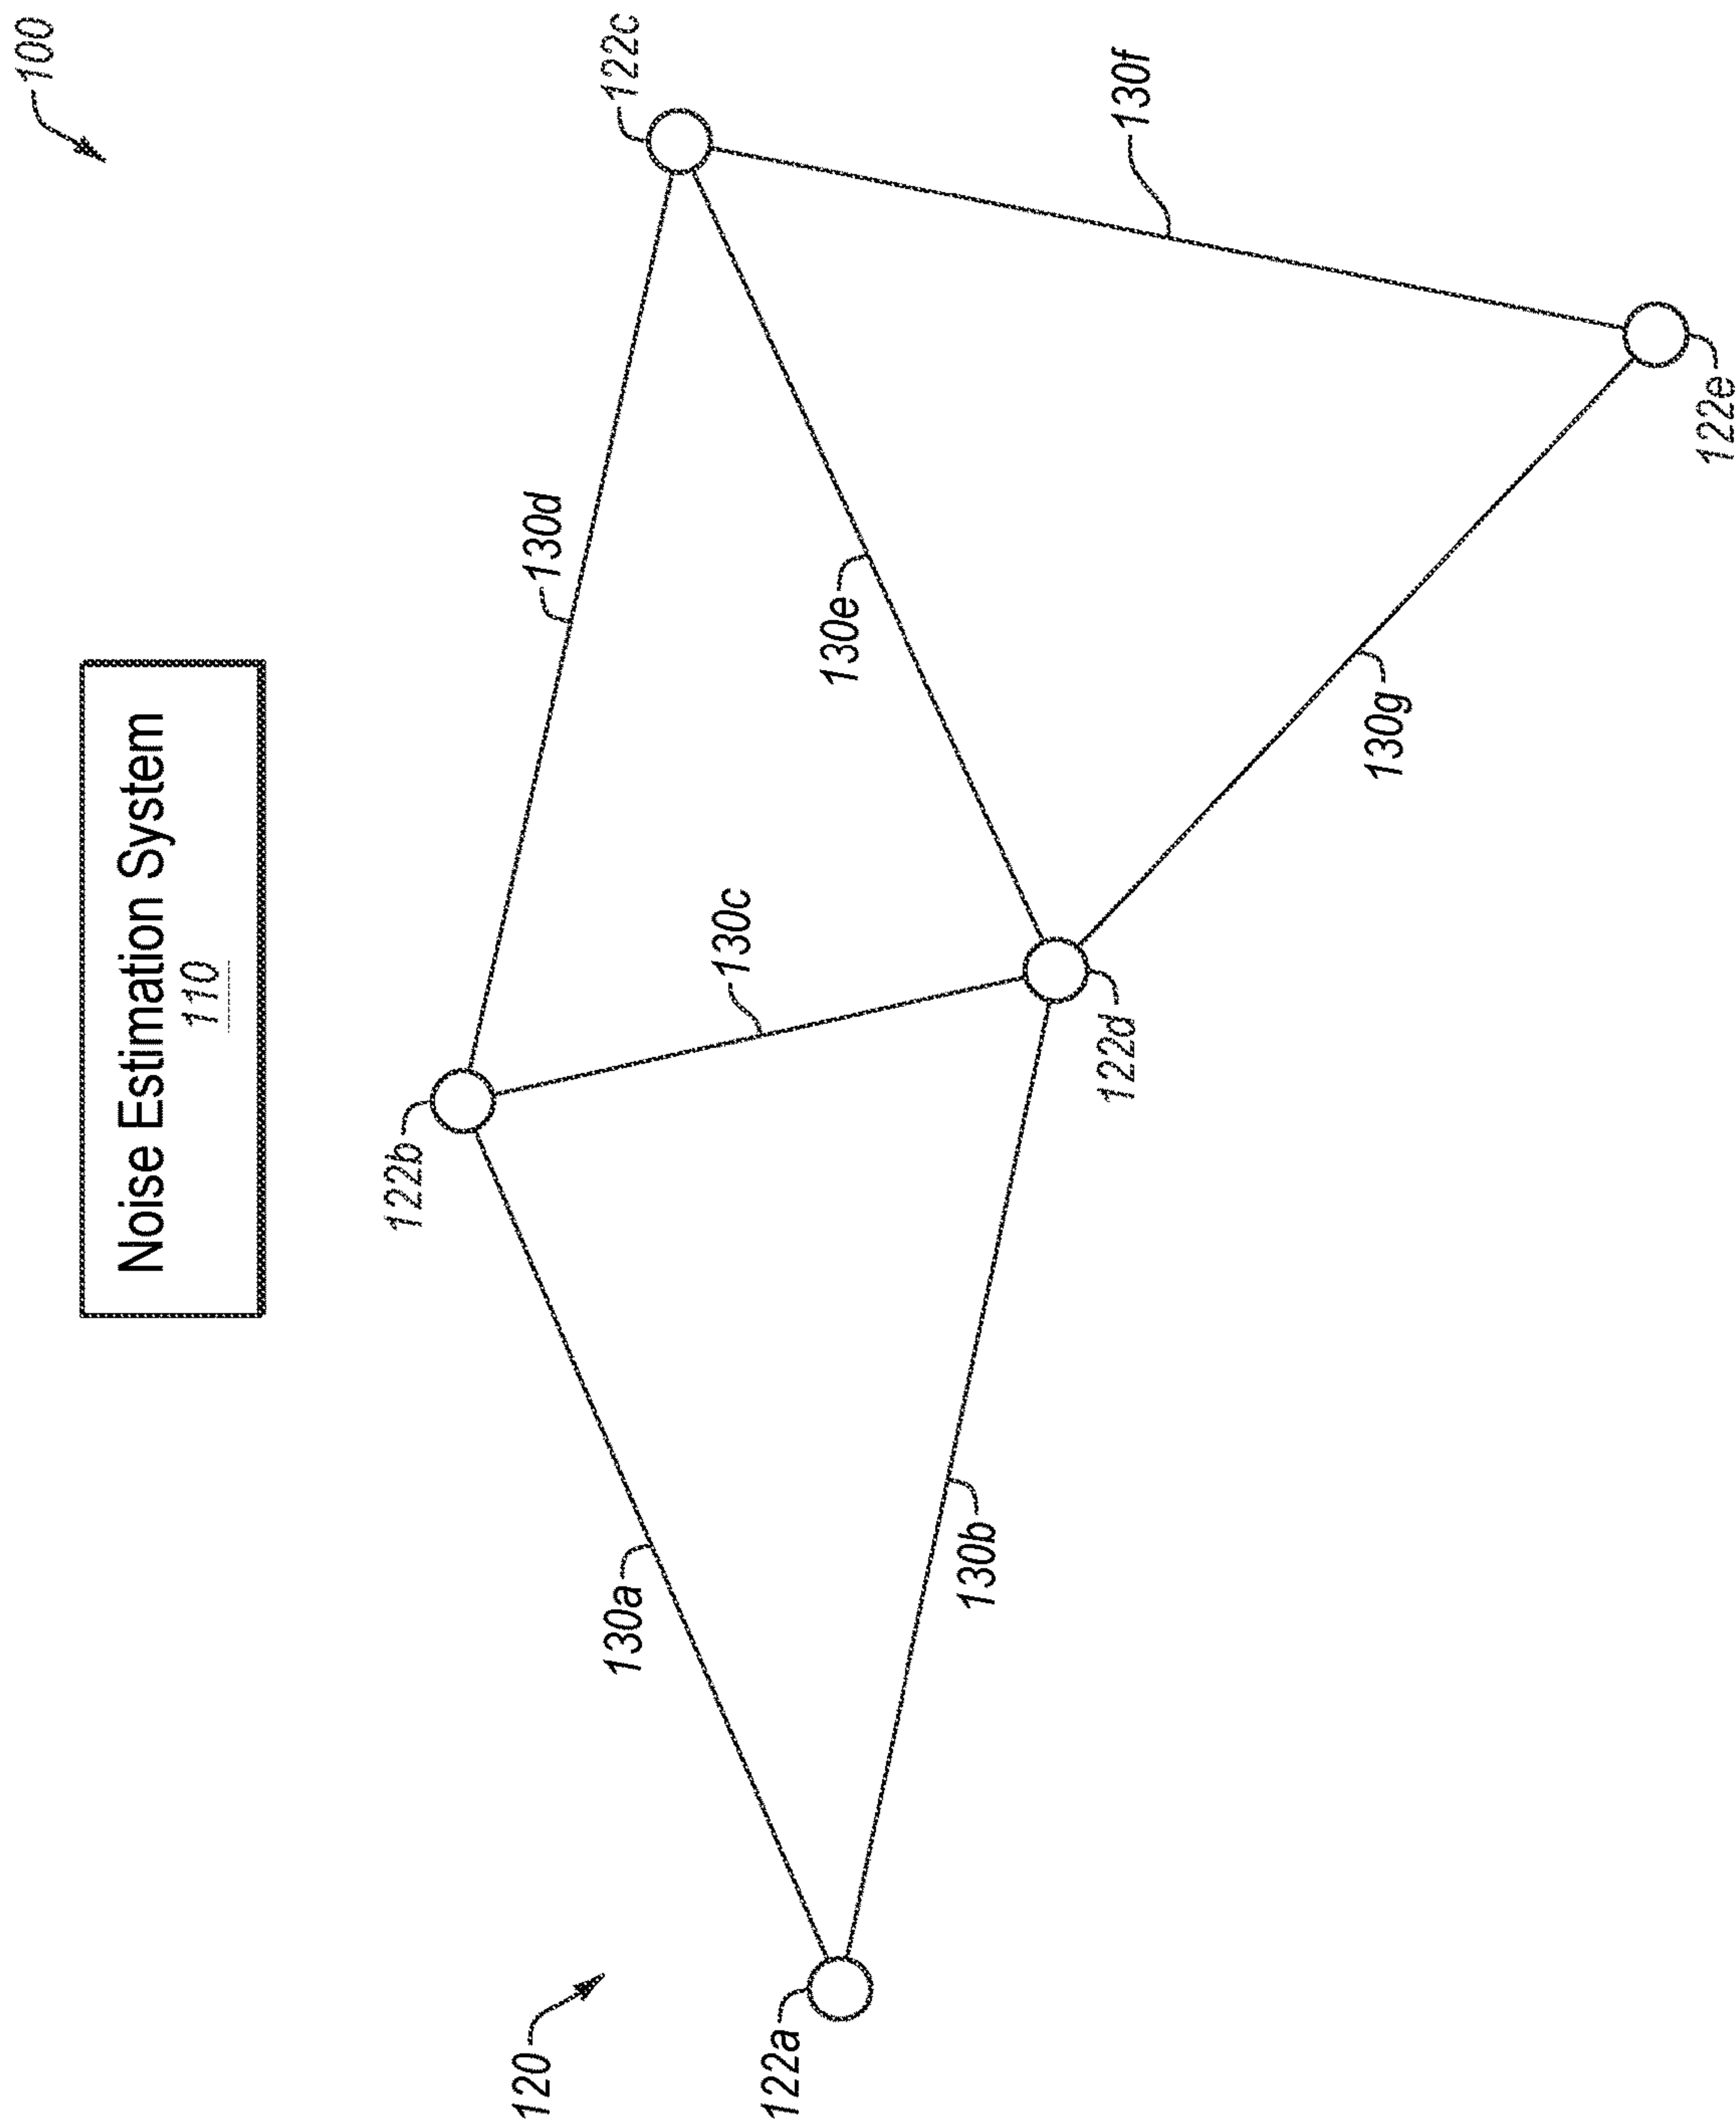 100
Noise Estimation System
110
120
122a
122b
122c
122d
122e
130a
130b
130c
130d
130e
130f
130g